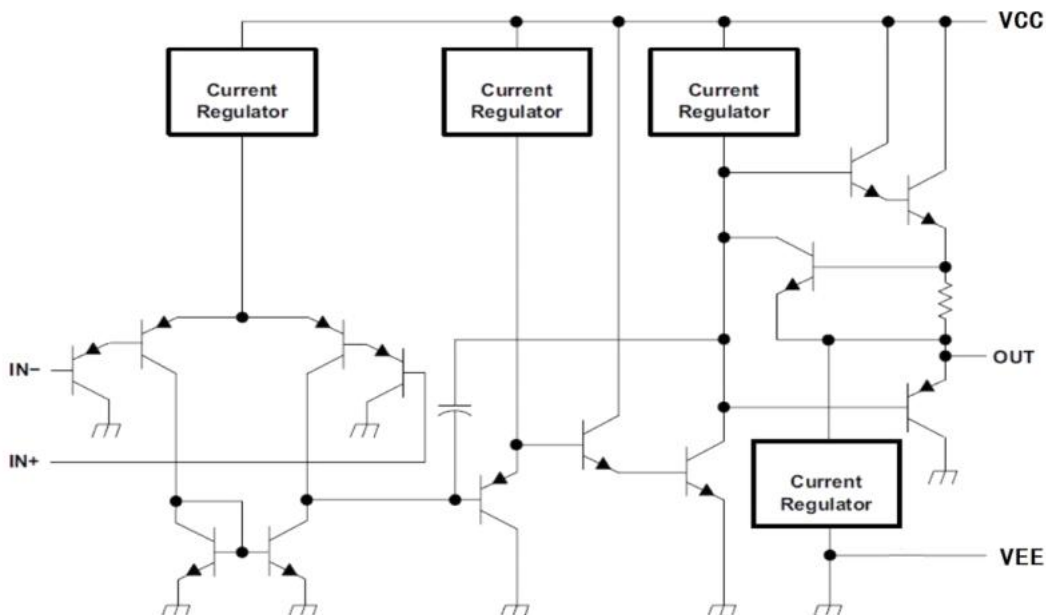 VCC
Current
Regulator
Current
Regulator
Current
Regulator
IN−
OUT
IN+
Current
Regulator
VEE